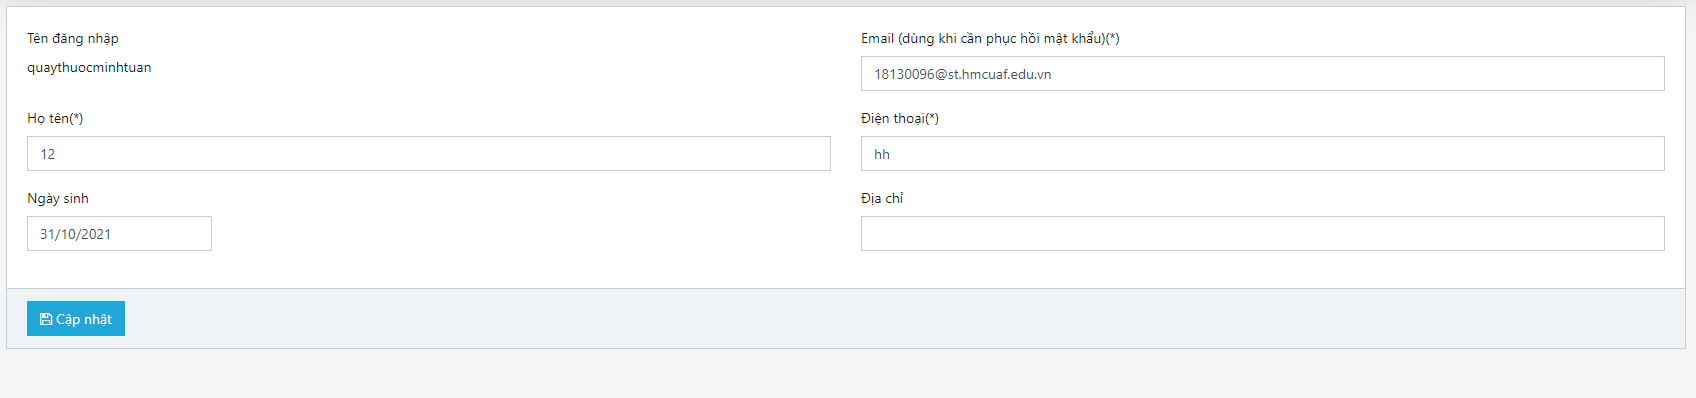 Tên đăng nhập
quaythuocminhtuan
Email (dùng khi cần phục hồi mật khẩu)(*)
18130096@st.hmcuaf.edu.vn
Họ tên(*)
12
Điện thoại(*)
hh
Ngày sinh
31/10/2021
Địa chỉ
Cập nhật